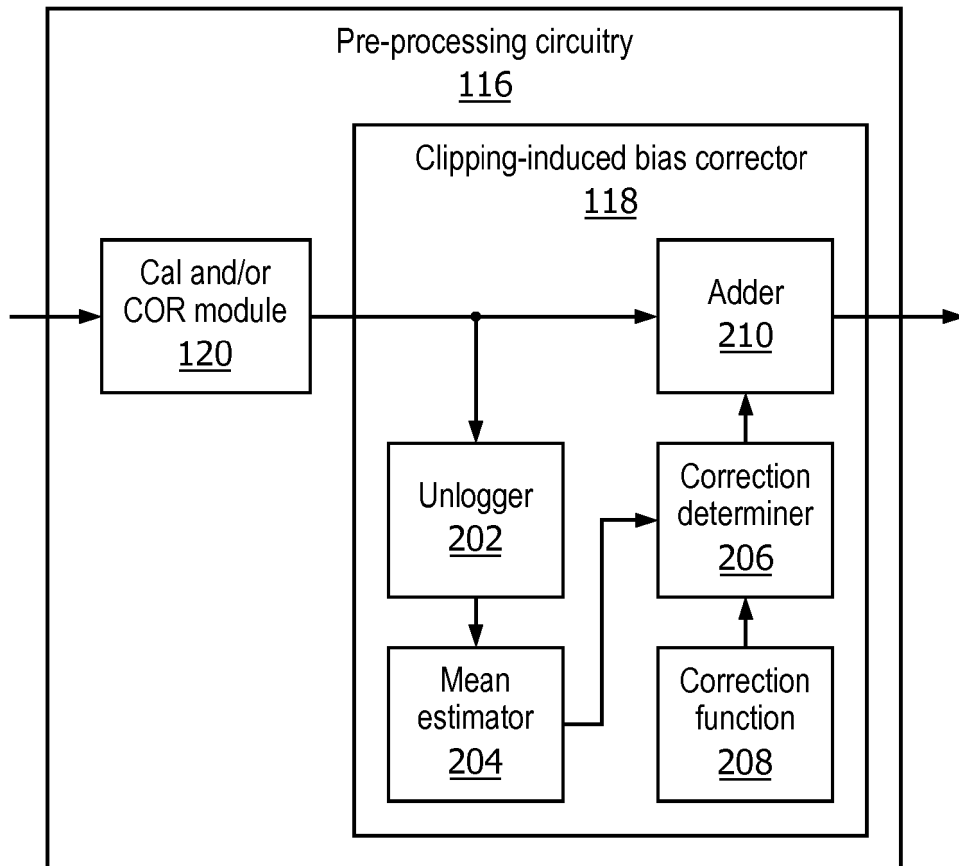 Pre-processing circuitry
116
Clipping-induced bias corrector
118
Cal and/or
COR module
120
Adder
210
Unlogger
202
Correction
determiner
206
Mean
estimator
204
Correction
function
208